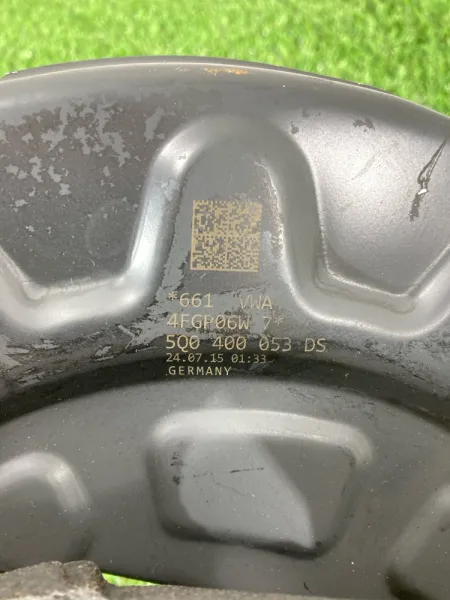 *661 VWA
4FGP06W 7*
5Q0 400 053 DS
24.07.15 01:33
GERMANY